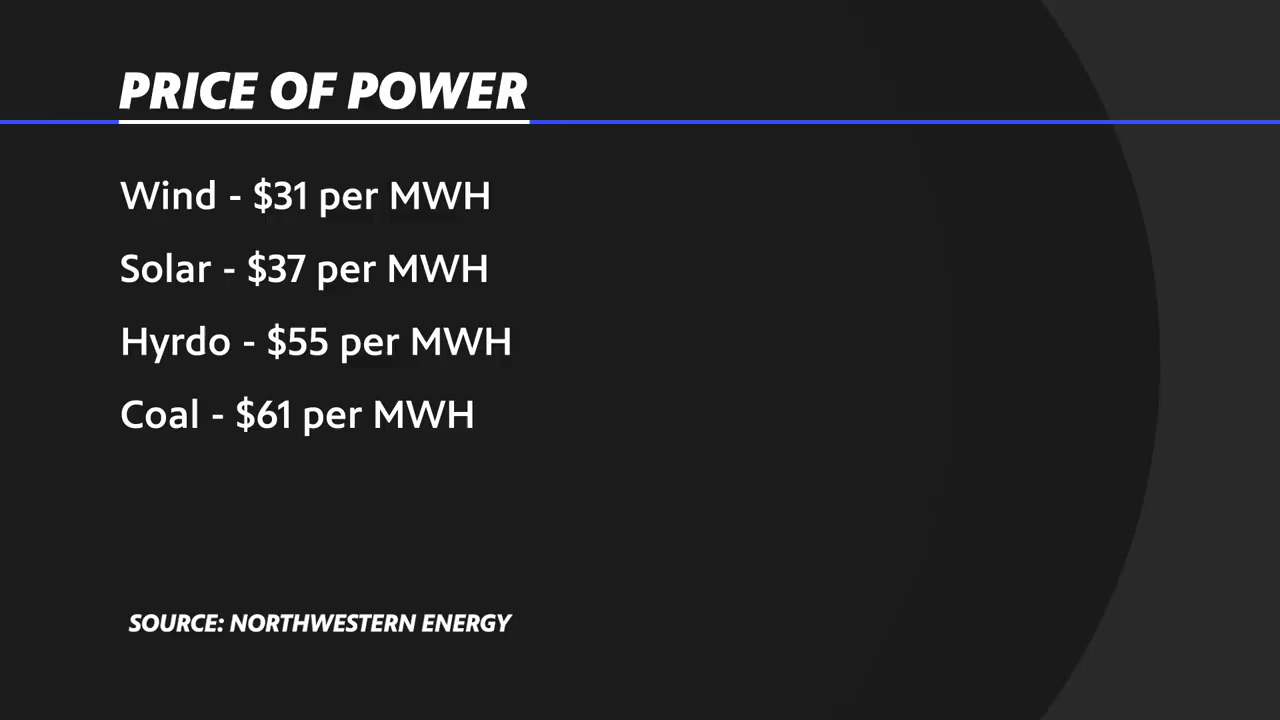 PRICE OF POWER
Wind - $31 per MWH
Solar - $37 per MWH
Hyrdo - $55 per MWH
Coal - $61 per MWH
SOURCE: NORTHWESTERN ENERGY